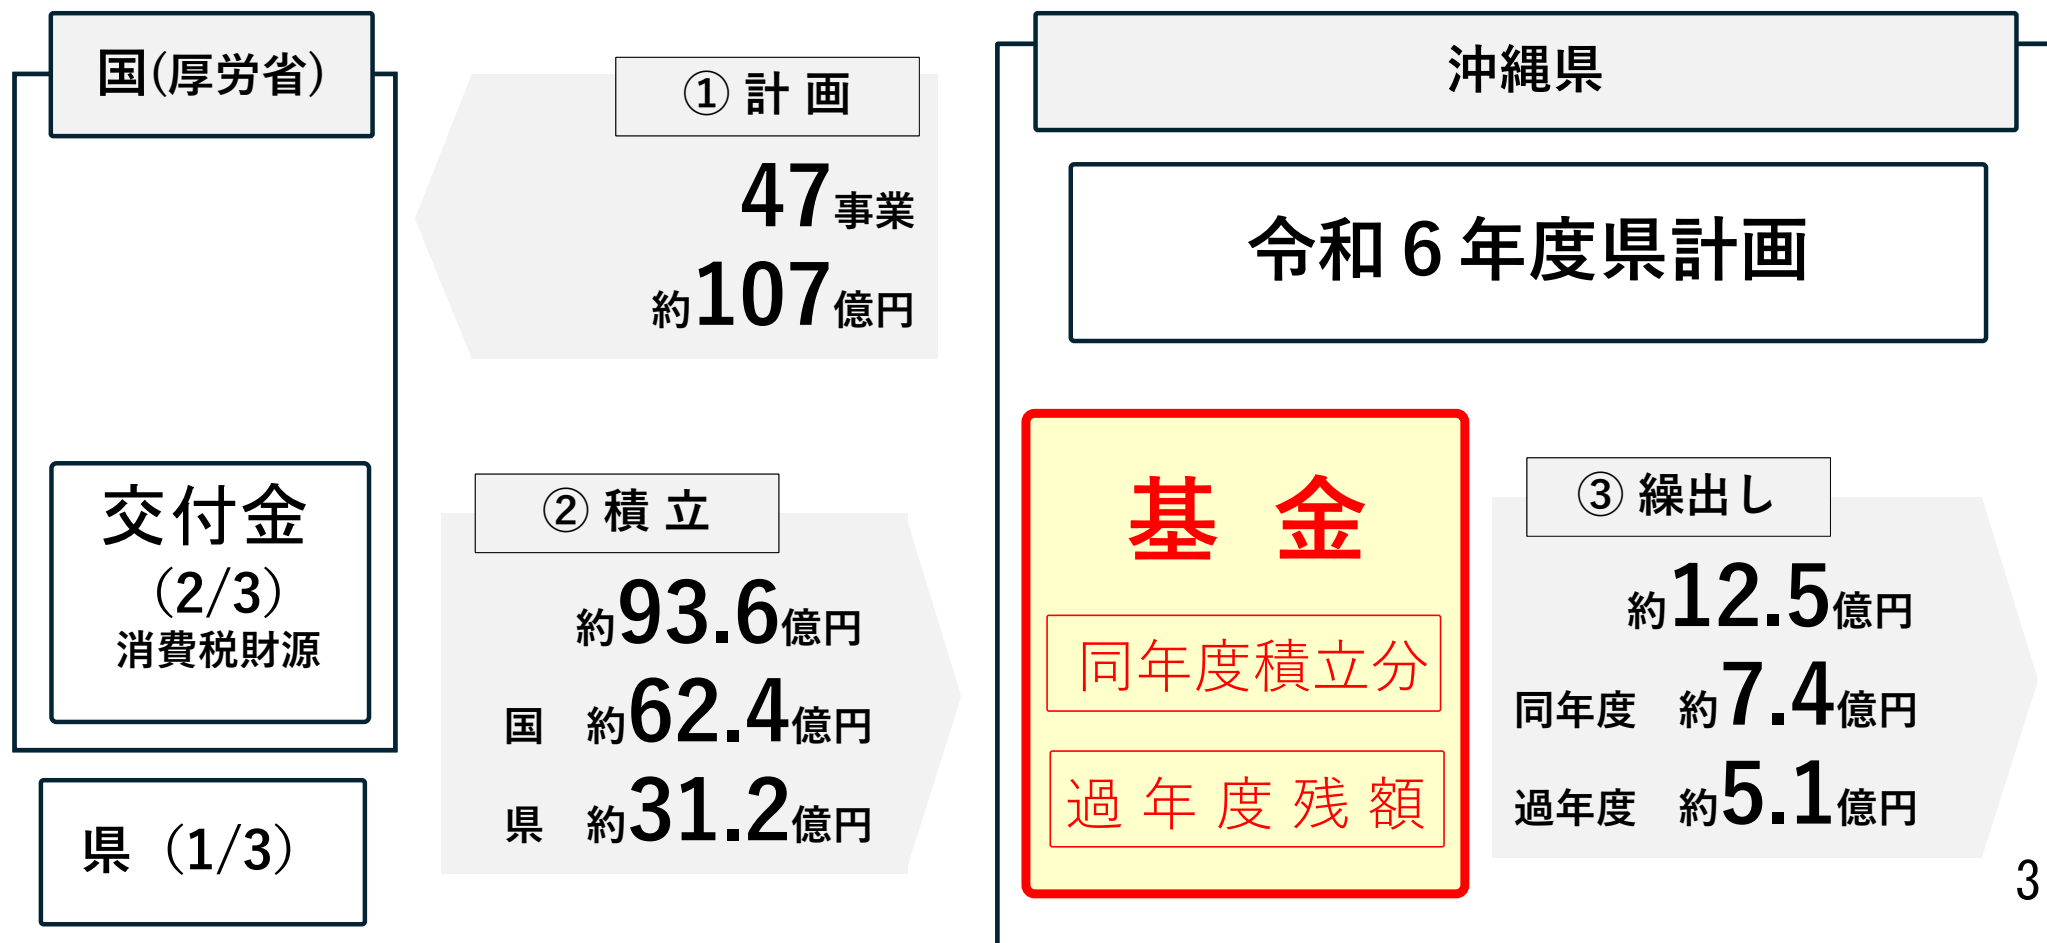 国(厚労省)
交付金
(2/3)
消費税財源
県 (1/3)
① 計 画
47事業
約107億円
② 積 立
約93.6億円
国 約62.4億円
県 約31.2億円
沖縄県
令和６年度県計画
基 金
同年度積立分
過 年 度 残 額
③ 繰出し
約12.5億円
同年度 約7.4億円
過年度 約5.1億円
3